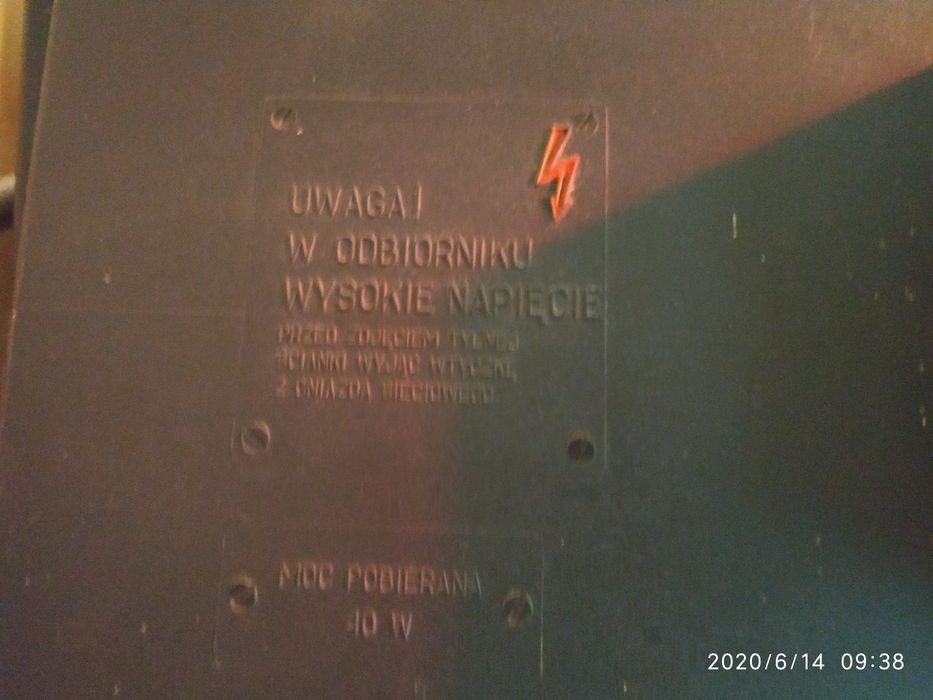 UWAGA!
W ODBIORNIKU
WYSOKIE NAPIĘCIE
PRZED ZDJĘCIEM TYLNEJ
ŚCIANKI WYJĄĆ WTYCZKĘ
Z GNIAZDA SIECIOWEGO
MOC POBIERANA
40 W
2020/6/14 09:38